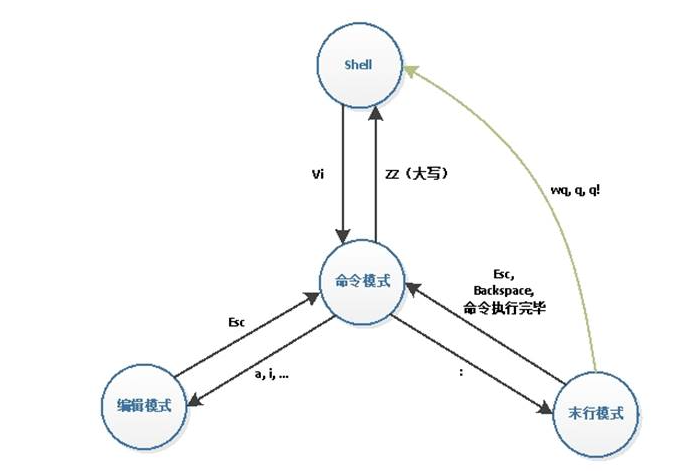 Shell
Vi
ZZ（大写）
wq, q, q!
命令模式
Esc,
Backspace,
命令执行完毕
Esc
a, i, ...
:
编辑模式
末行模式